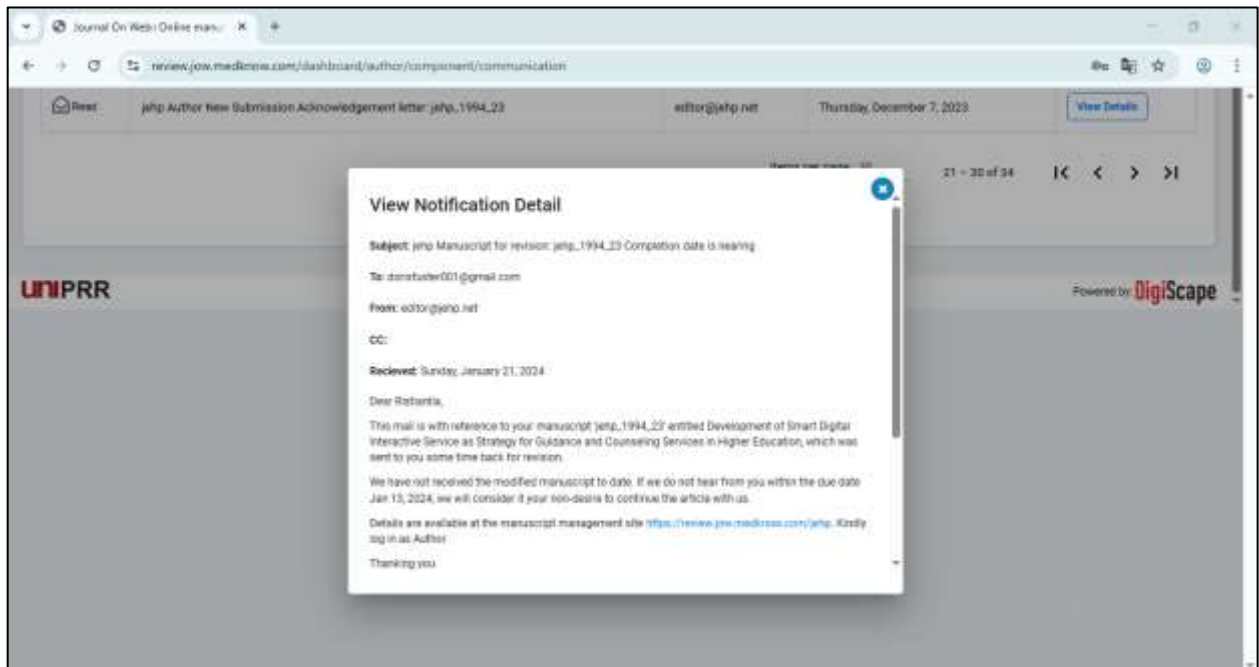 Journal On Web: Online manu
review.jow.medknow.com/dashboard/author/component/communication
Read jehp Author New Submission Acknowledgement letter: jehp_1994_23 editor@jehp.net Thursday, December 7, 2023 View Details
Items per page 10 21 – 30 of 34
View Notification Detail
Subject: jehp Manuscript for revision: jehp_1994_23 Completion date is nearing
To:
From: editor@jehp.net
CC:
Recieved: Sunday, January 21, 2024
UNIPRR
Powered by DigiScape
Dear
This mail is with reference to your manuscript 'jehp_1994_23' entitled Development of Smart Digital
Interactive Service as Strategy for Guidance and Counseling Services in Higher Education, which was
sent to you some time back for revision.
We have not received the modified manuscript to date. If we do not hear from you within the due date
Jan 13, 2024, we will consider it your non-desire to continue the article with us.
Details are available at the manuscript management site https://review.jow.medknow.com/jehp. Kindly
log in as Author
Thanking you